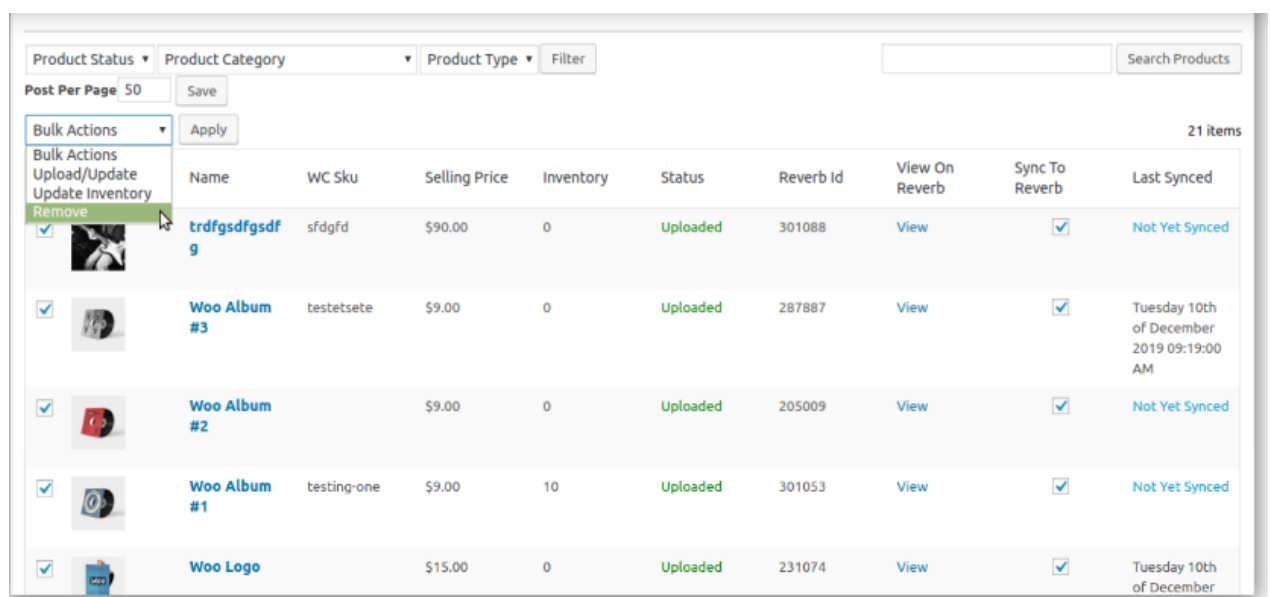 Product Status Product Category Product Type Filter Search Products
Post Per Page 50 Save
Bulk Actions Apply 21 items
Bulk Actions
Upload/Update
Update Inventory
Remove
Name WC Sku Selling Price Inventory Status Reverb Id View On Reverb Sync To Reverb Last Synced
trdfgsdfgsdf sfdgfd $90.00 0 Uploaded 301088 View Not Yet Synced
g
Woo Album testetsete $9.00 0 Uploaded 287887 View Tuesday 10th
#3 of December
2019 09:19:00
AM
Woo Album $9.00 0 Uploaded 205009 View Not Yet Synced
#2
Woo Album testing-one $9.00 10 Uploaded 301053 View Not Yet Synced
#1
Woo Logo $15.00 0 Uploaded 231074 View Tuesday 10th
of December